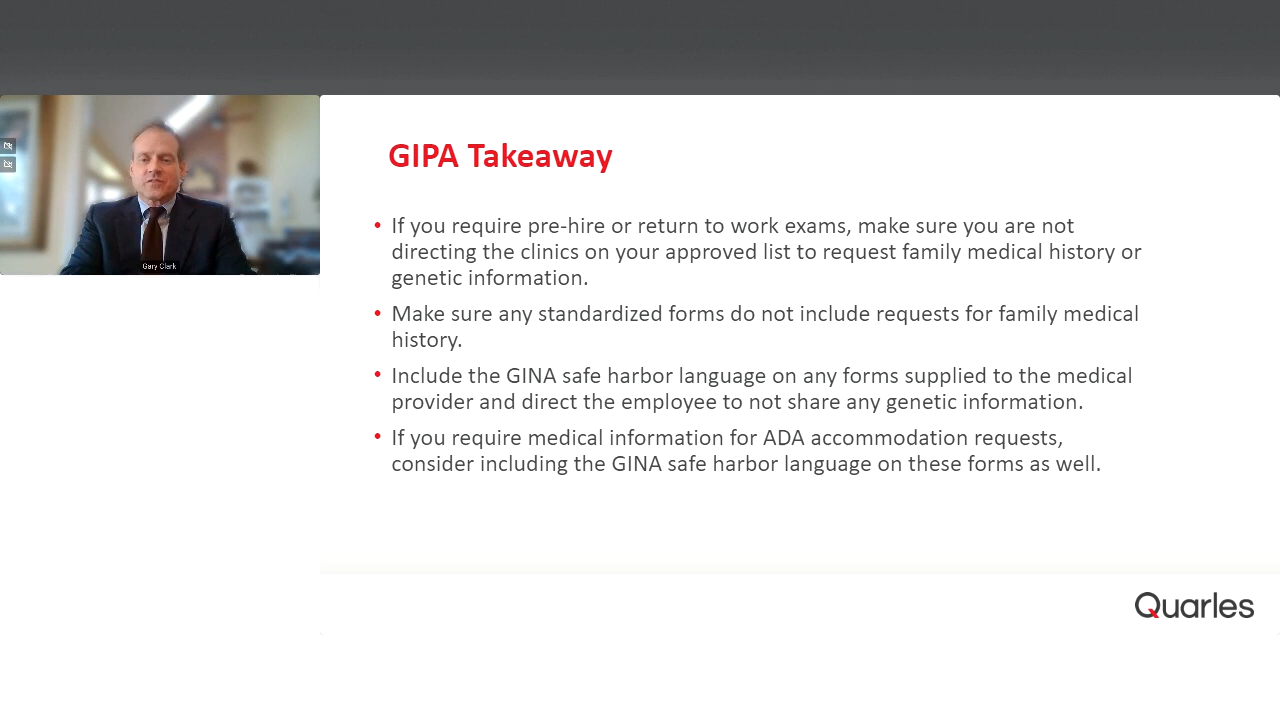 Gary Clark
GIPA Takeaway
• If you require pre-hire or return to work exams, make sure you are not
directing the clinics on your approved list to request family medical history or
genetic information.
• Make sure any standardized forms do not include requests for family medical
history.
• Include the GINA safe harbor language on any forms supplied to the medical
provider and direct the employee to not share any genetic information.
• If you require medical information for ADA accommodation requests,
consider including the GINA safe harbor language on these forms as well.
Quarles